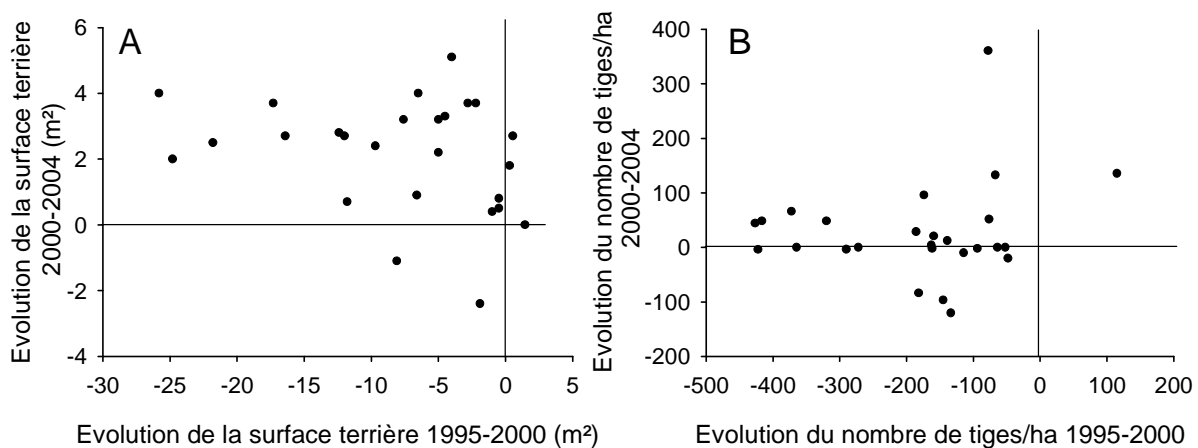 A
Evolution de la surface terrière
2000-2004 (m²)
6
4
2
0
-2
-4
-30 -25 -20 -15 -10 -5 0 5
Evolution de la surface terrière 1995-2000 (m²)
B
Evolution du nombre de tiges/ha
2000-2004
400
300
200
100
0
-100
-200
-500 -400 -300 -200 -100 0 100 200
Evolution du nombre de tiges/ha 1995-2000